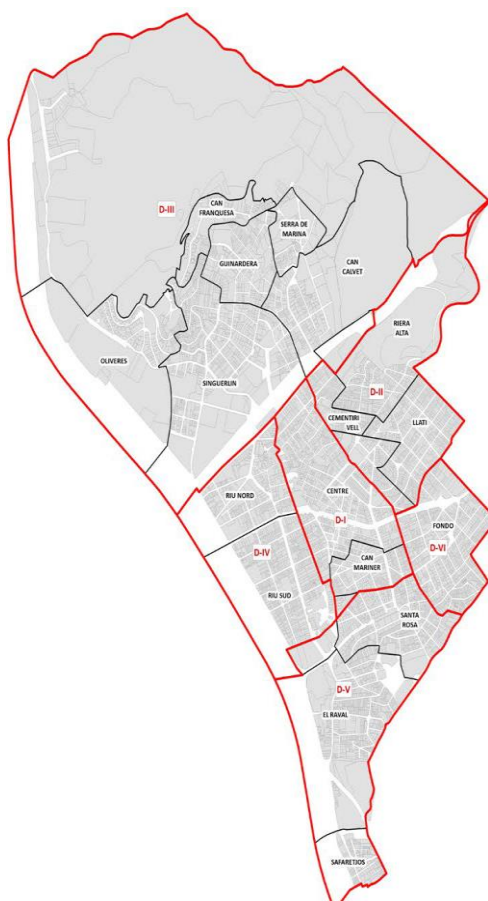 CAN
FRANQUESA
D-III
SERRA DE
MARINA
GUINARDERA
CAN
CALVET
RIERA
ALTA
OLIVERES
SINGUERLIN
D-II
CEMENTIRI
VELL
LLATI
RIU NORD
CENTRE
D-I
FONDO
D-VI
D-IV
CAN
MARINER
RIU SUD
SANTA
ROSA
D-V
EL RAVAL
SAFARETJOS